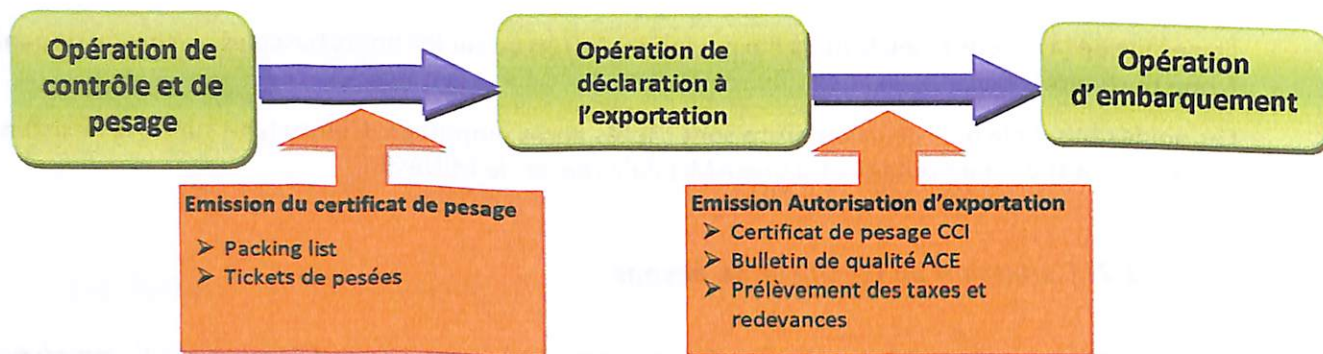 Opération de
contrôle et de
pesage
Opération de
déclaration à
l'exportation
Opération
d'embarquement
Emission du certificat de pesage
➢ Packing list
➢ Tickets de pesées
Emission Autorisation d'exportation
➢ Certificat de pesage CCI
➢ Bulletin de qualité ACE
➢ Prélèvement des taxes et
redevances